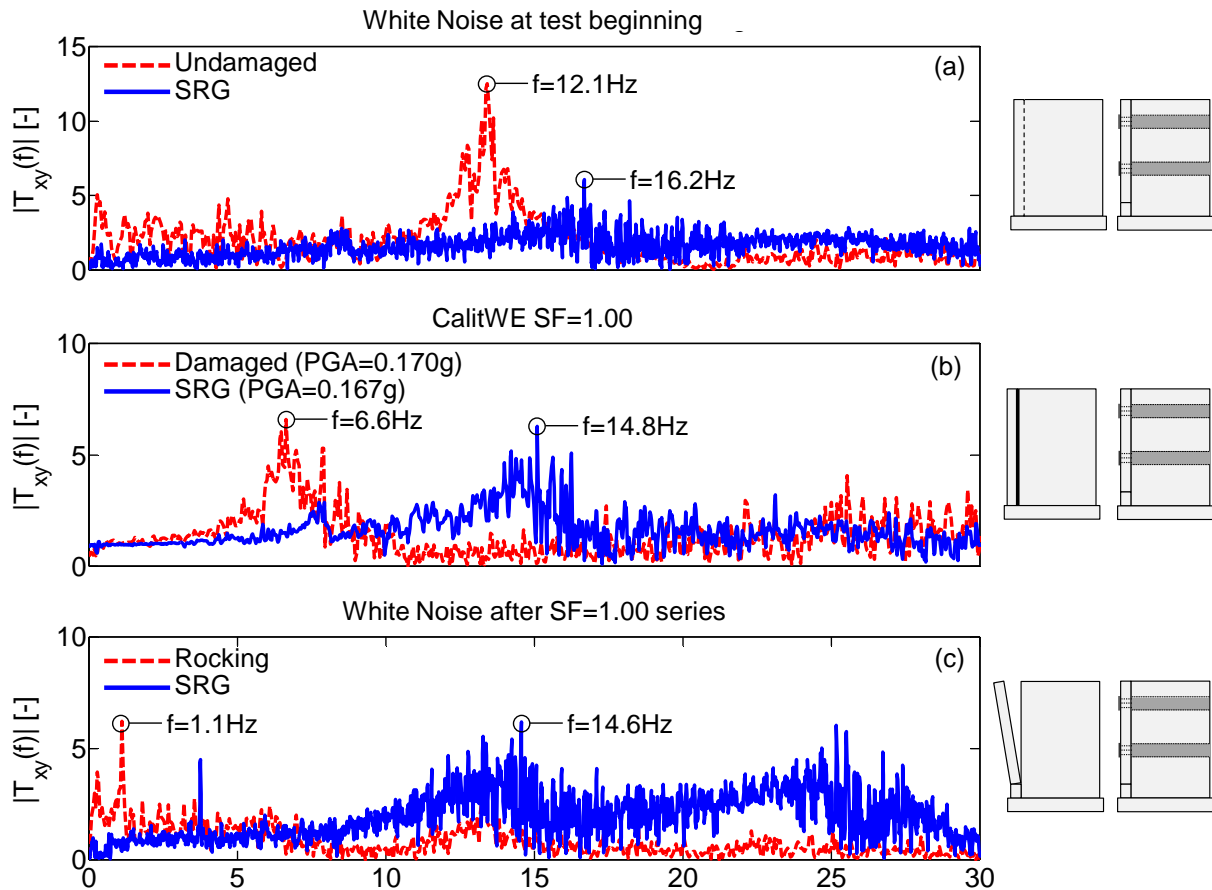 White Noise at test beginning
15
10
5
0
|T_xy(f)| [-]
Undamaged
SRG
f=12.1Hz
f=16.2Hz
(a)
CalitWE SF=1.00
10
5
0
|T_xy(f)| [-]
Damaged (PGA=0.170g)
SRG (PGA=0.167g)
f=6.6Hz
f=14.8Hz
(b)
White Noise after SF=1.00 series
10
5
0
|T_xy(f)| [-]
Rocking
SRG
f=1.1Hz
f=14.6Hz
(c)
0 5 10 15 20 25 30